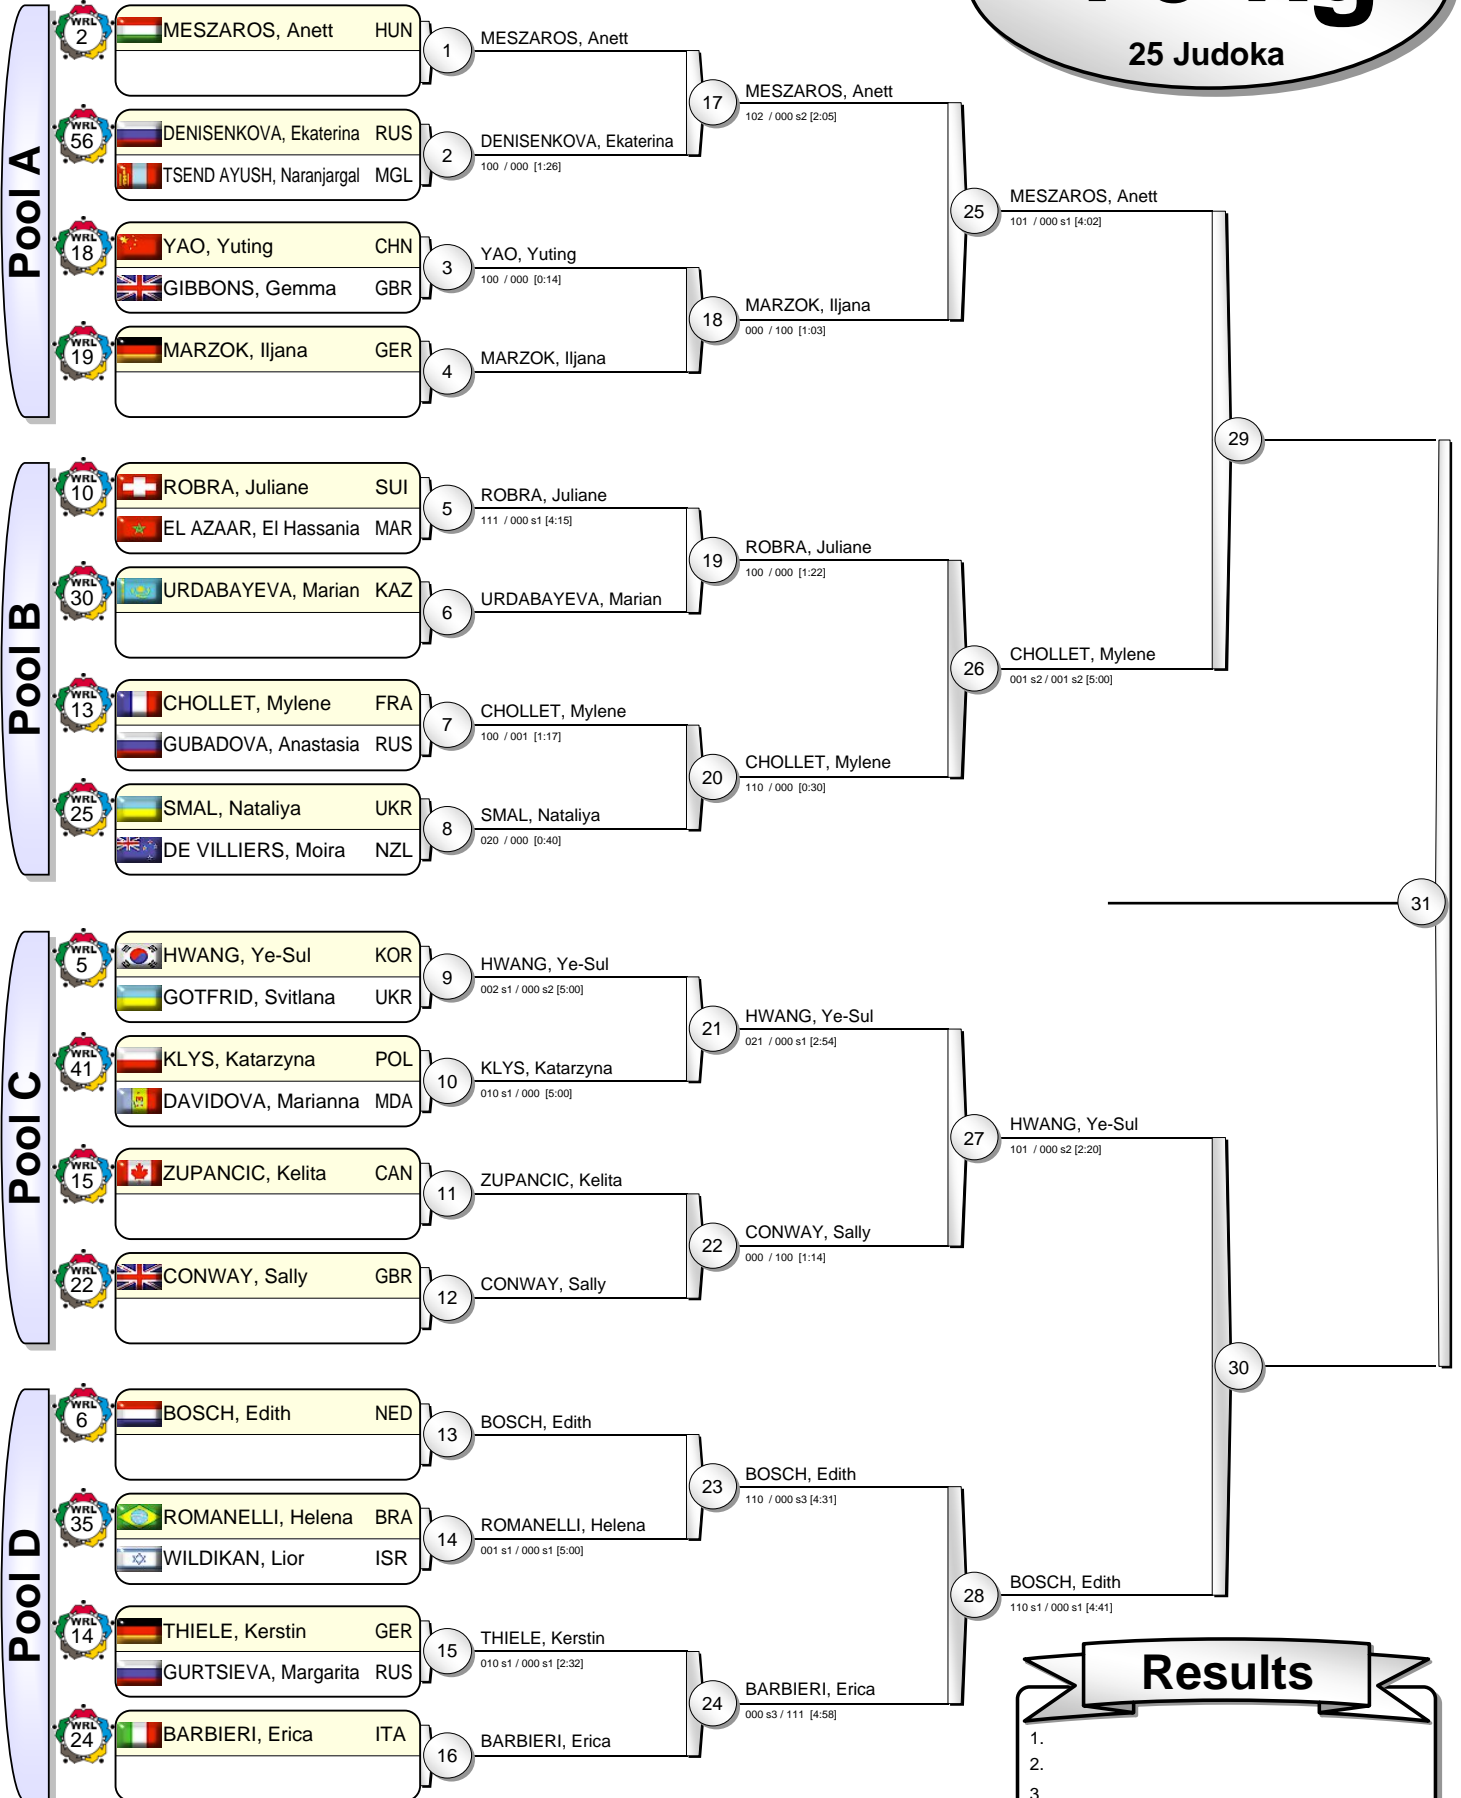 25 Judoka
Pool A
WRL 2
MESZAROS, Anett HUN
WRL 56
DENISENKOVA, Ekaterina RUS
TSEND AYUSH, Naranjargal MGL
WRL 18
YAO, Yuting CHN
GIBBONS, Gemma GBR
WRL 19
MARZOK, Iljana GER
1
MESZAROS, Anett
2
DENISENKOVA, Ekaterina
100 / 000 [1:26]
3
YAO, Yuting
100 / 000 [0:14]
4
MARZOK, Iljana
17
MESZAROS, Anett
102 / 000 s2 [2:05]
18
MARZOK, Iljana
000 / 100 [1:03]
25
MESZAROS, Anett
101 / 000 s1 [4:02]
Pool B
WRL 10
ROBRA, Juliane SUI
EL AZAAR, El Hassania MAR
WRL 30
URDABAYEVA, Marian KAZ
WRL 13
CHOLLET, Mylene FRA
GUBADOVA, Anastasia RUS
WRL 25
SMAL, Nataliya UKR
DE VILLIERS, Moira NZL
5
ROBRA, Juliane
111 / 000 s1 [4:15]
6
URDABAYEVA, Marian
7
CHOLLET, Mylene
100 / 001 [1:17]
8
SMAL, Nataliya
020 / 000 [0:40]
19
ROBRA, Juliane
100 / 000 [1:22]
20
CHOLLET, Mylene
110 / 000 [0:30]
26
CHOLLET, Mylene
001 s2 / 001 s2 [5:00]
29
31
Pool C
WRL 5
HWANG, Ye-Sul KOR
GOTFRID, Svitlana UKR
WRL 41
KLYS, Katarzyna POL
DAVIDOVA, Marianna MDA
WRL 15
ZUPANCIC, Kelita CAN
WRL 22
CONWAY, Sally GBR
9
HWANG, Ye-Sul
002 s1 / 000 s2 [5:00]
10
KLYS, Katarzyna
010 s1 / 000 [5:00]
11
ZUPANCIC, Kelita
12
CONWAY, Sally
21
HWANG, Ye-Sul
021 / 000 s1 [2:54]
22
CONWAY, Sally
000 / 100 [1:14]
27
HWANG, Ye-Sul
101 / 000 s2 [2:20]
30
Pool D
WRL 6
BOSCH, Edith NED
WRL 35
ROMANELLI, Helena BRA
WILDIKAN, Lior ISR
WRL 14
THIELE, Kerstin GER
GURTSIEVA, Margarita RUS
WRL 24
BARBIERI, Erica ITA
13
BOSCH, Edith
14
ROMANELLI, Helena
001 s1 / 000 s1 [5:00]
15
THIELE, Kerstin
010 s1 / 000 s1 [2:32]
16
BARBIERI, Erica
23
BOSCH, Edith
110 / 000 s3 [4:31]
24
BARBIERI, Erica
000 s3 / 111 [4:58]
28
BOSCH, Edith
110 s1 / 000 s1 [4:41]
Results
1.
2.